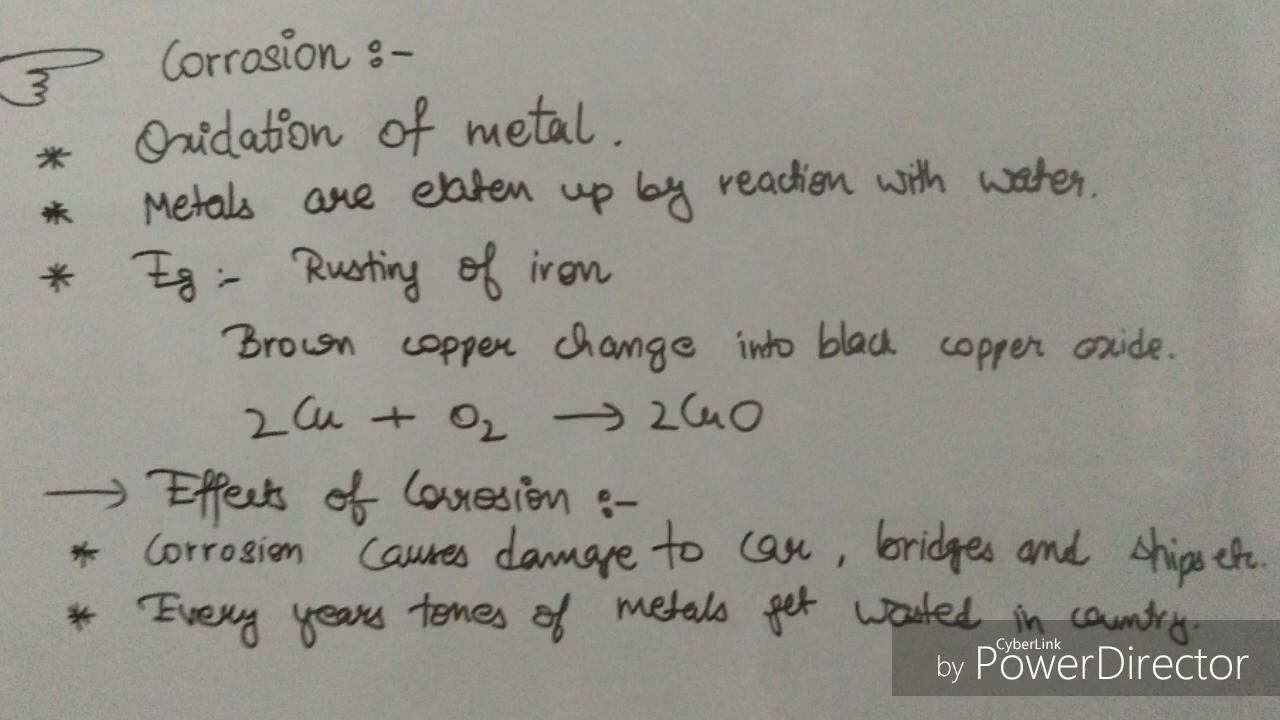 Corrosion :-
* Oxidation of metal.
* Metals are eaten up by reaction with water.
* Eg :- Rusting of iron
Brown copper change into black copper oxide.
2Cu + O₂ → 2CuO
→ Effects of Corrosion :-
* Corrosion causes damage to car, bridges and ships etc.
* Every years tones of metals get wasted in country.
CyberLink
by PowerDirector